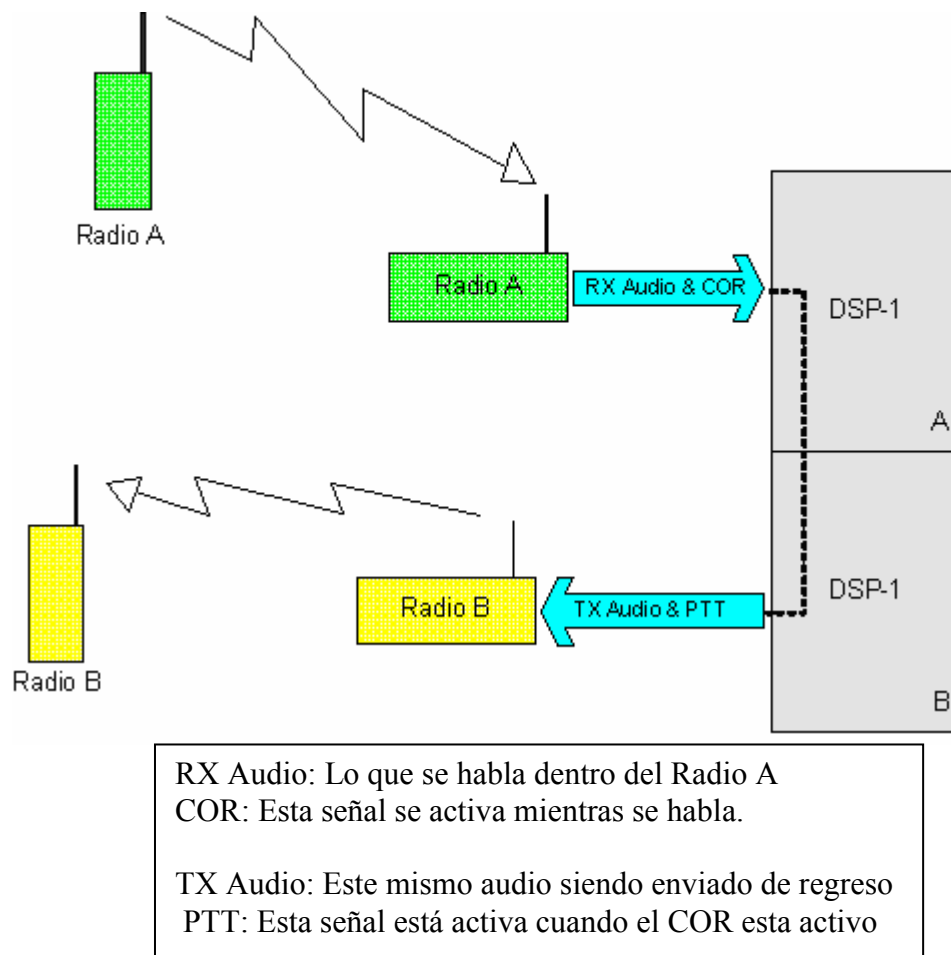 Radio A
Radio A
RX Audio & COR
DSP-1
A
Radio B
Radio B
TX Audio & PTT
DSP-1
B
RX Audio: Lo que se habla dentro del Radio A
COR: Esta señal se activa mientras se habla.
TX Audio: Este mismo audio siendo enviado de regreso
PTT: Esta señal está activa cuando el COR esta activo